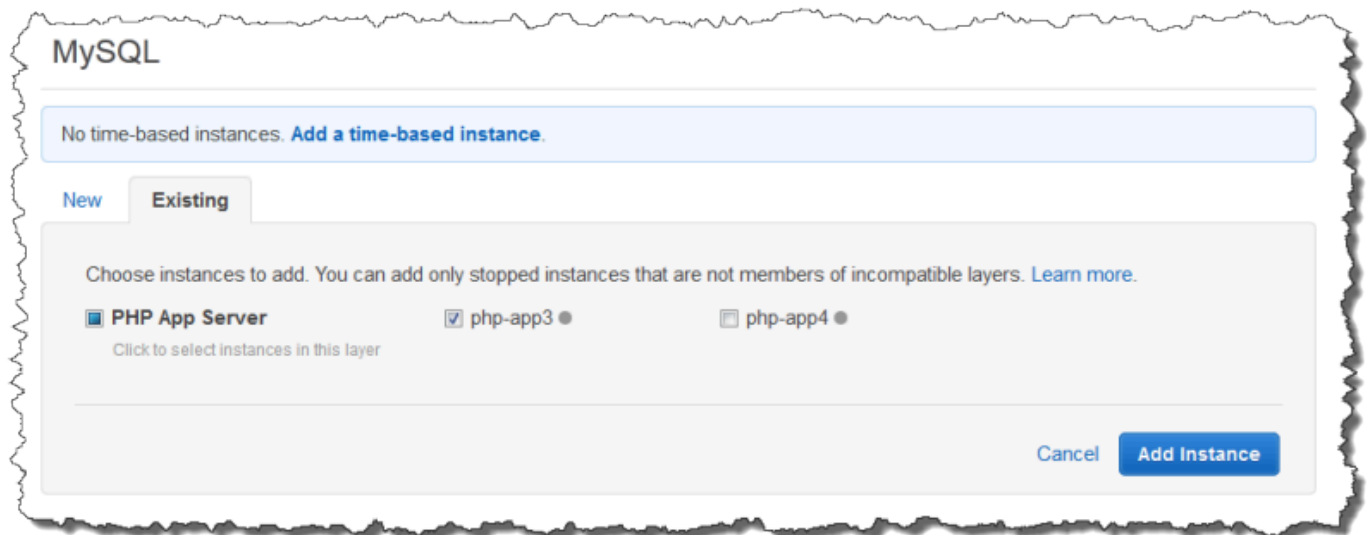 MySQL
No time-based instances. Add a time-based instance.
New Existing
Choose instances to add. You can add only stopped instances that are not members of incompatible layers. Learn more.
PHP App Server php-app3 php-app4
Click to select instances in this layer
Cancel Add Instance